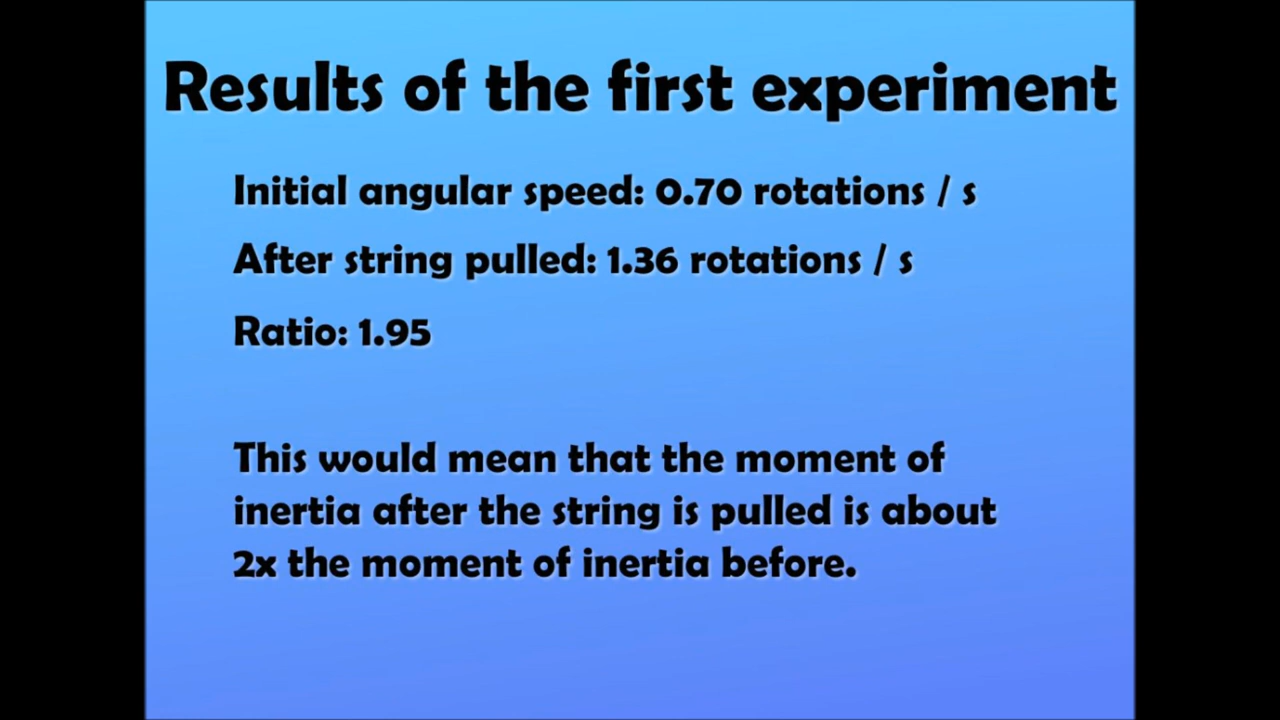 Results of the first experiment
Initial angular speed: 0.70 rotations / s
After string pulled: 1.36 rotations / s
Ratio: 1.95
This would mean that the moment of
inertia after the string is pulled is about
2x the moment of inertia before.